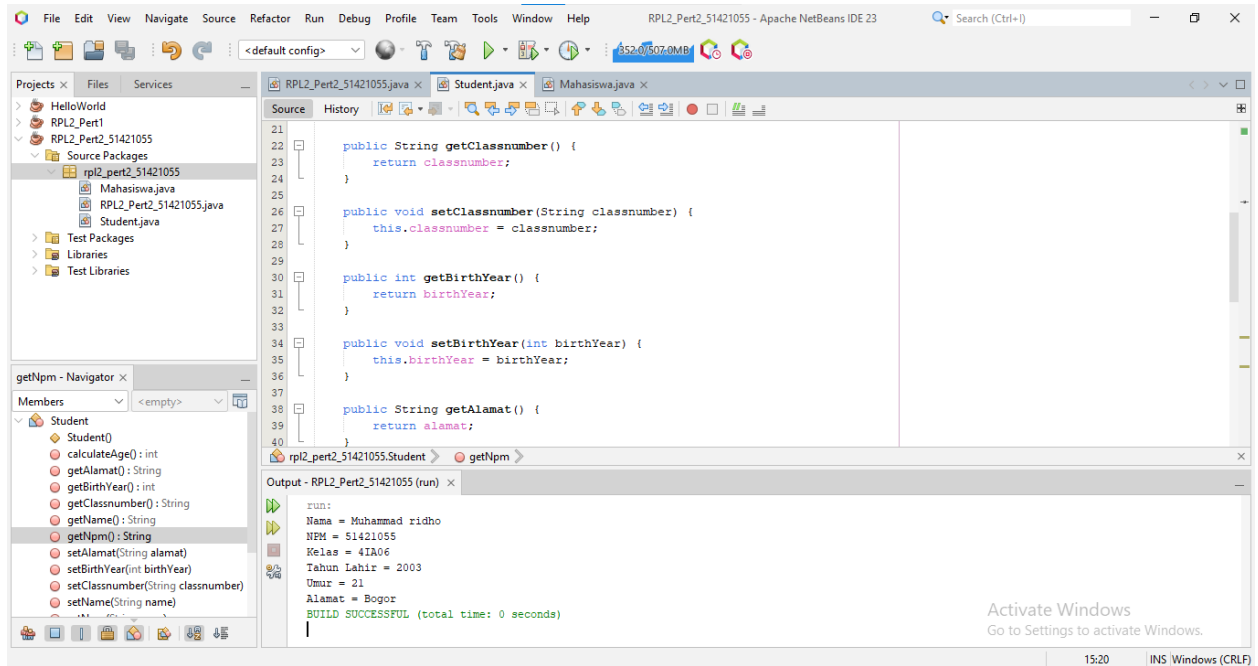 File Edit View Navigate Source Refactor Run Debug Profile Team Tools Window Help RPL2_Pert2_51421055 - Apache NetBeans IDE 23 Search (Ctrl+I)
<default config> 352.0/507.0MB
Projects Files Services
HelloWorld
RPL2_Pert1
RPL2_Pert2_51421055
Source Packages
rpl2_pert2_51421055
Mahasiswa.java
RPL2_Pert2_51421055.java
Student.java
Test Packages
Libraries
Test Libraries
getNpm - Navigator
Members <empty>
Student
Student()
calculateAge() : int
getAlamat() : String
getBirthYear() : int
getClassnumber() : String
getName() : String
getNpm() : String
setAlamat(String alamat)
setBirthYear(int birthYear)
setClassnumber(String classnumber)
setName(String name)
RPL2_Pert2_51421055.java Student.java Mahasiswa.java
Source History
21
22 public String getClassnumber() {
23 return classnumber;
24 }
25
26 public void setClassnumber(String classnumber) {
27 this.classnumber = classnumber;
28 }
29
30 public int getBirthYear() {
31 return birthYear;
32 }
33
34 public void setBirthYear(int birthYear) {
35 this.birthYear = birthYear;
36 }
37
38 public String getAlamat() {
39 return alamat;
40 }
rpl2_pert2_51421055.Student getNpm
Output - RPL2_Pert2_51421055 (run)
run:
Nama = Muhammad ridho
NPM = 51421055
Kelas = 4IA06
Tahun Lahir = 2003
Umur = 21
Alamat = Bogor
BUILD SUCCESSFUL (total time: 0 seconds)
Activate Windows
Go to Settings to activate Windows.
15:20 INS Windows (CRLF)